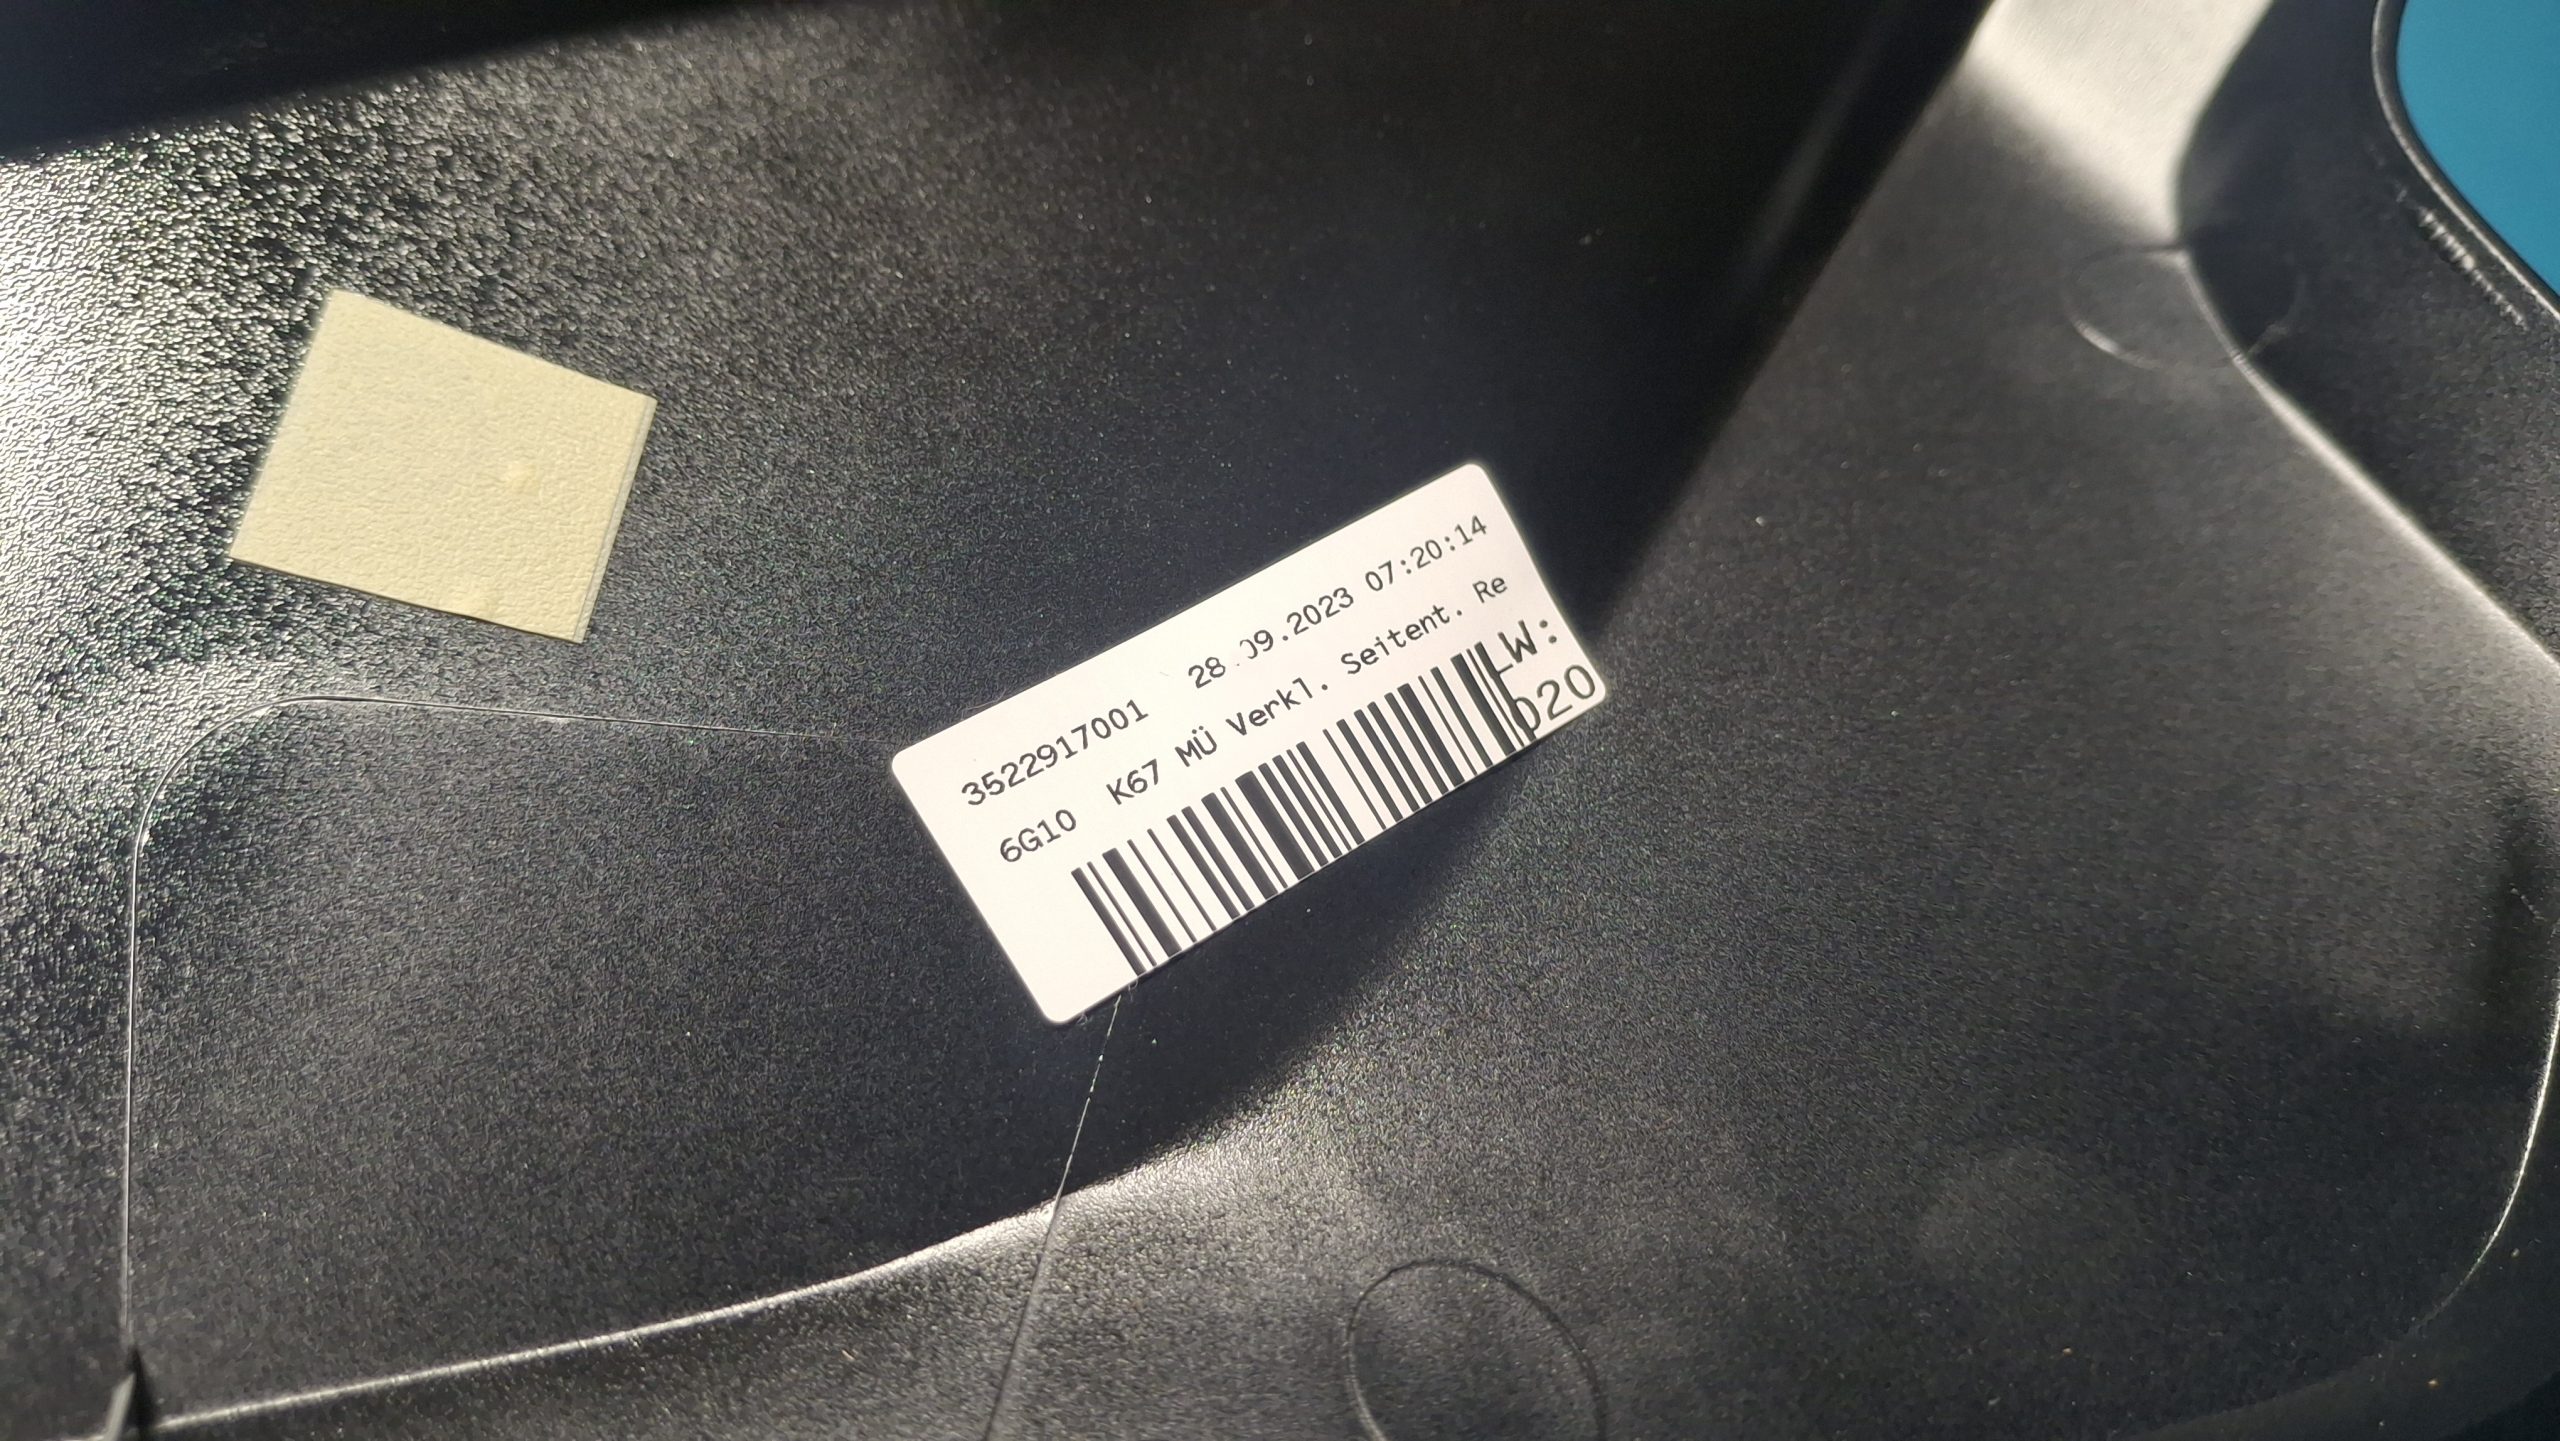 3522917001 28.09.2023 07:20:14
6G10 K67 MÜ Verkl. Seitent. Re
LW:
020